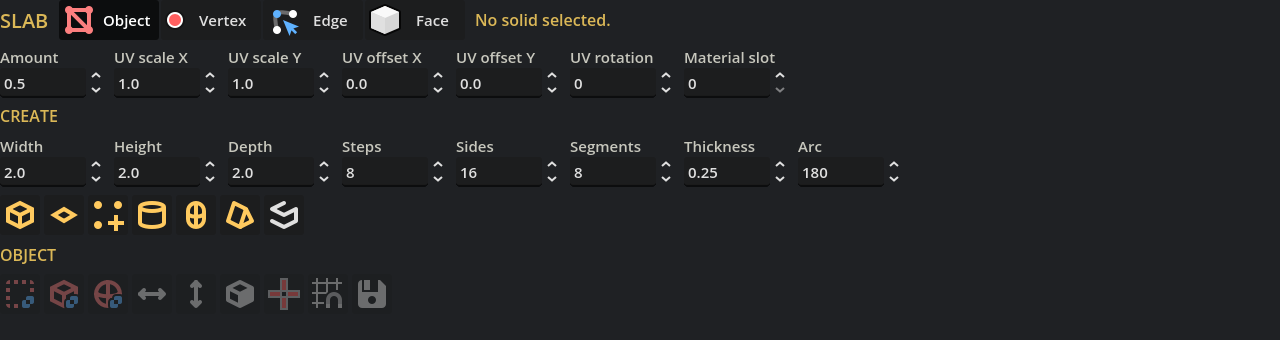 SLAB Object Vertex Edge Face No solid selected.
Amount UV scale X UV scale Y UV offset X UV offset Y UV rotation Material slot
0.5 1.0 1.0 0.0 0.0 0 0
CREATE
Width Height Depth Steps Sides Segments Thickness Arc
2.0 2.0 2.0 8 16 8 0.25 180
OBJECT